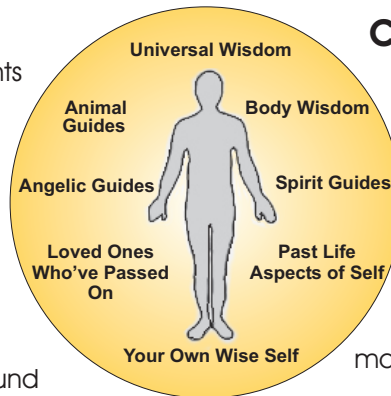 Universal Wisdom
Animal
Guides
Body Wisdom
Angelic Guides
Spirit Guides
Loved Ones
Who've Passed
On
Past Life
Aspects of Self
Your Own Wise Self